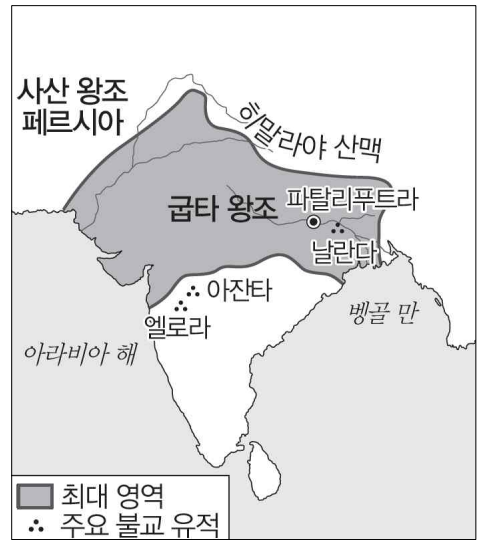 사산 왕조
페르시아
히말라야 산맥
굽타 왕조
파탈리푸트라
날란다
아잔타
엘로라
벵골 만
아라비아 해
최대 영역
주요 불교 유적